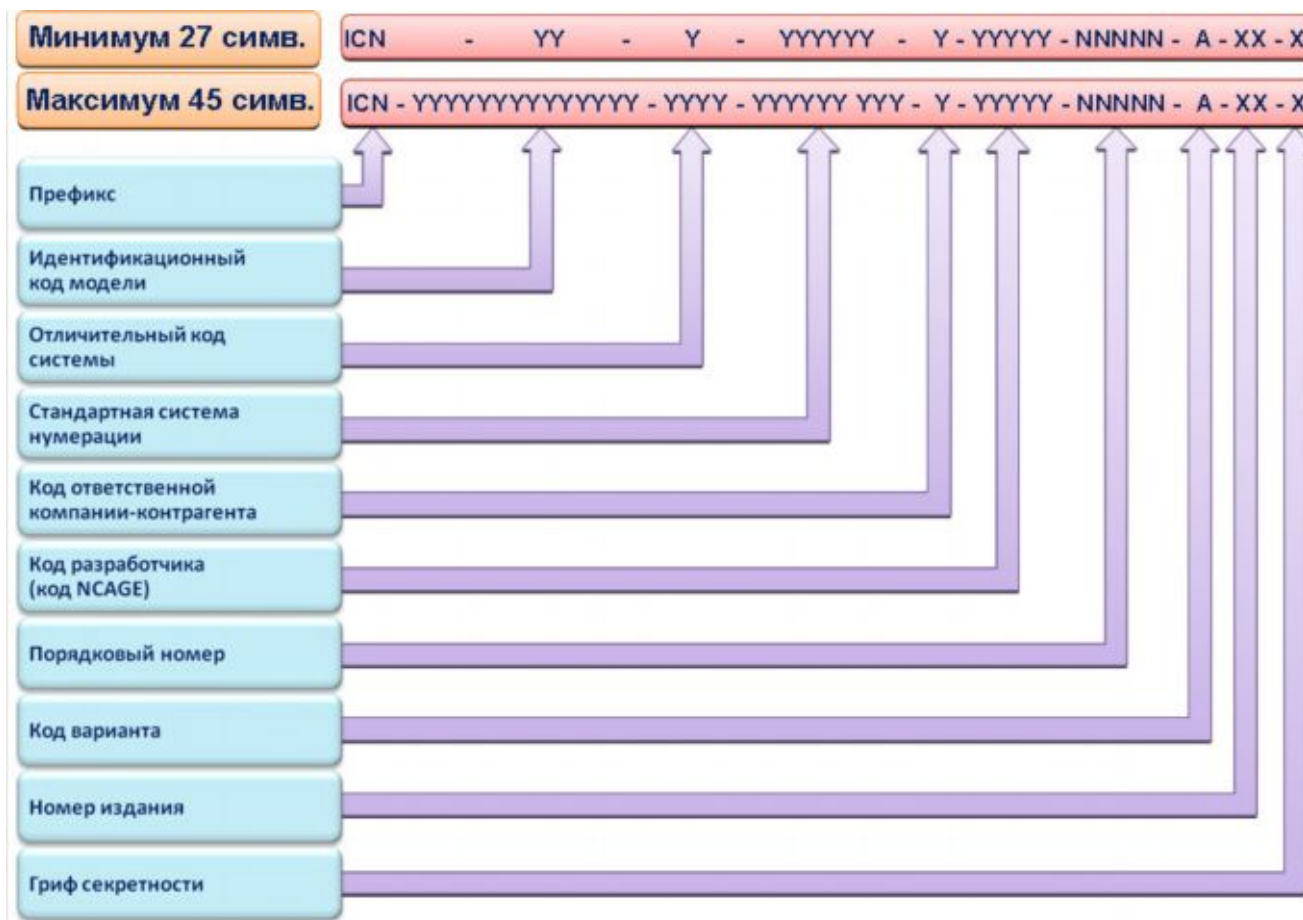 Минимум 27 симв.
ICN - YY - Y - YYYYYY - Y - YYYYY - NNNNN - A - XX - X
Максимум 45 симв.
ICN - YYYYYYYYYYYYYY - YYYY - YYYYYY YYY - Y - YYYYY - NNNNN - A - XX - X
Префикс
Идентификационный
код модели
Отличительный код
системы
Стандартная система
нумерации
Код ответственной
компании-контрагента
Код разработчика
(код NCAGE)
Порядковый номер
Код варианта
Номер издания
Гриф секретности